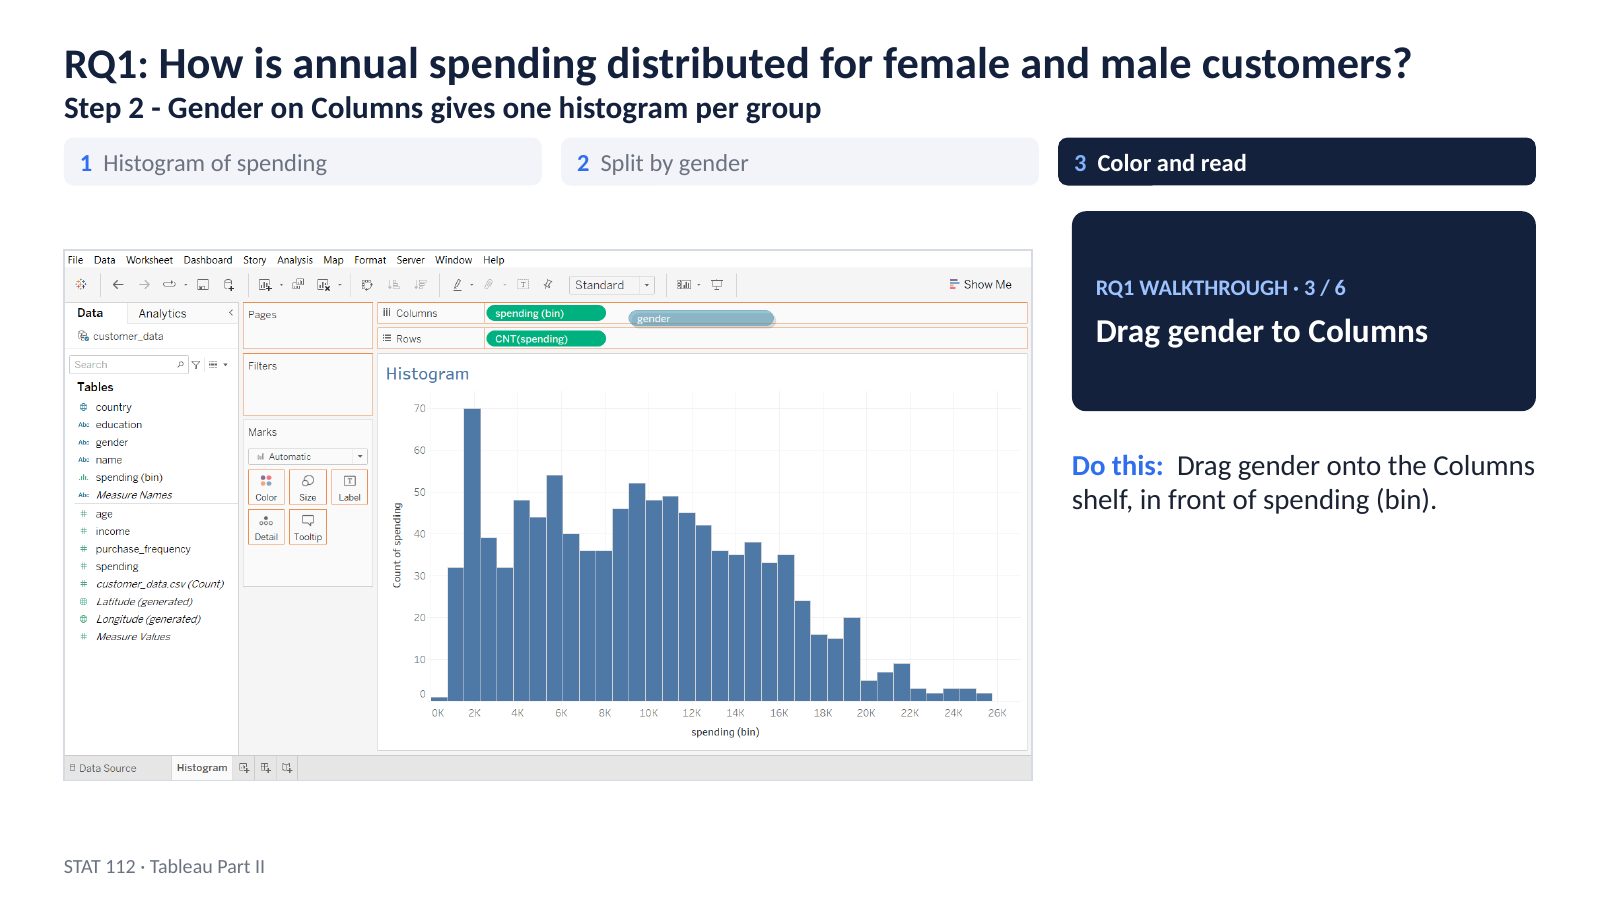 RQ1: How is annual spending distributed for female and male customers?
Step 2 - Gender on Columns gives one histogram per group
1 Histogram of spending
2 Split by gender
3 Color and read
File Data Worksheet Dashboard Story Analysis Map Format Server Window Help
Standard
Show Me
Data Analytics
customer_data
Search
Tables
country
Abc education
Abc gender
Abc name
spending (bin)
Abc Measure Names
# age
# income
# purchase_frequency
# spending
# customer_data.csv (Count)
Latitude (generated)
Longitude (generated)
# Measure Values
Pages
Filters
Marks
Automatic
Color Size Label
Detail Tooltip
Columns spending (bin) gender
Rows CNT(spending)
Histogram
Count of spending
70
60
50
40
30
20
10
0
0K 2K 4K 6K 8K 10K 12K 14K 16K 18K 20K 22K 24K 26K
spending (bin)
Data Source Histogram
RQ1 WALKTHROUGH · 3 / 6
Drag gender to Columns
Do this: Drag gender onto the Columns
shelf, in front of spending (bin).
STAT 112 · Tableau Part II